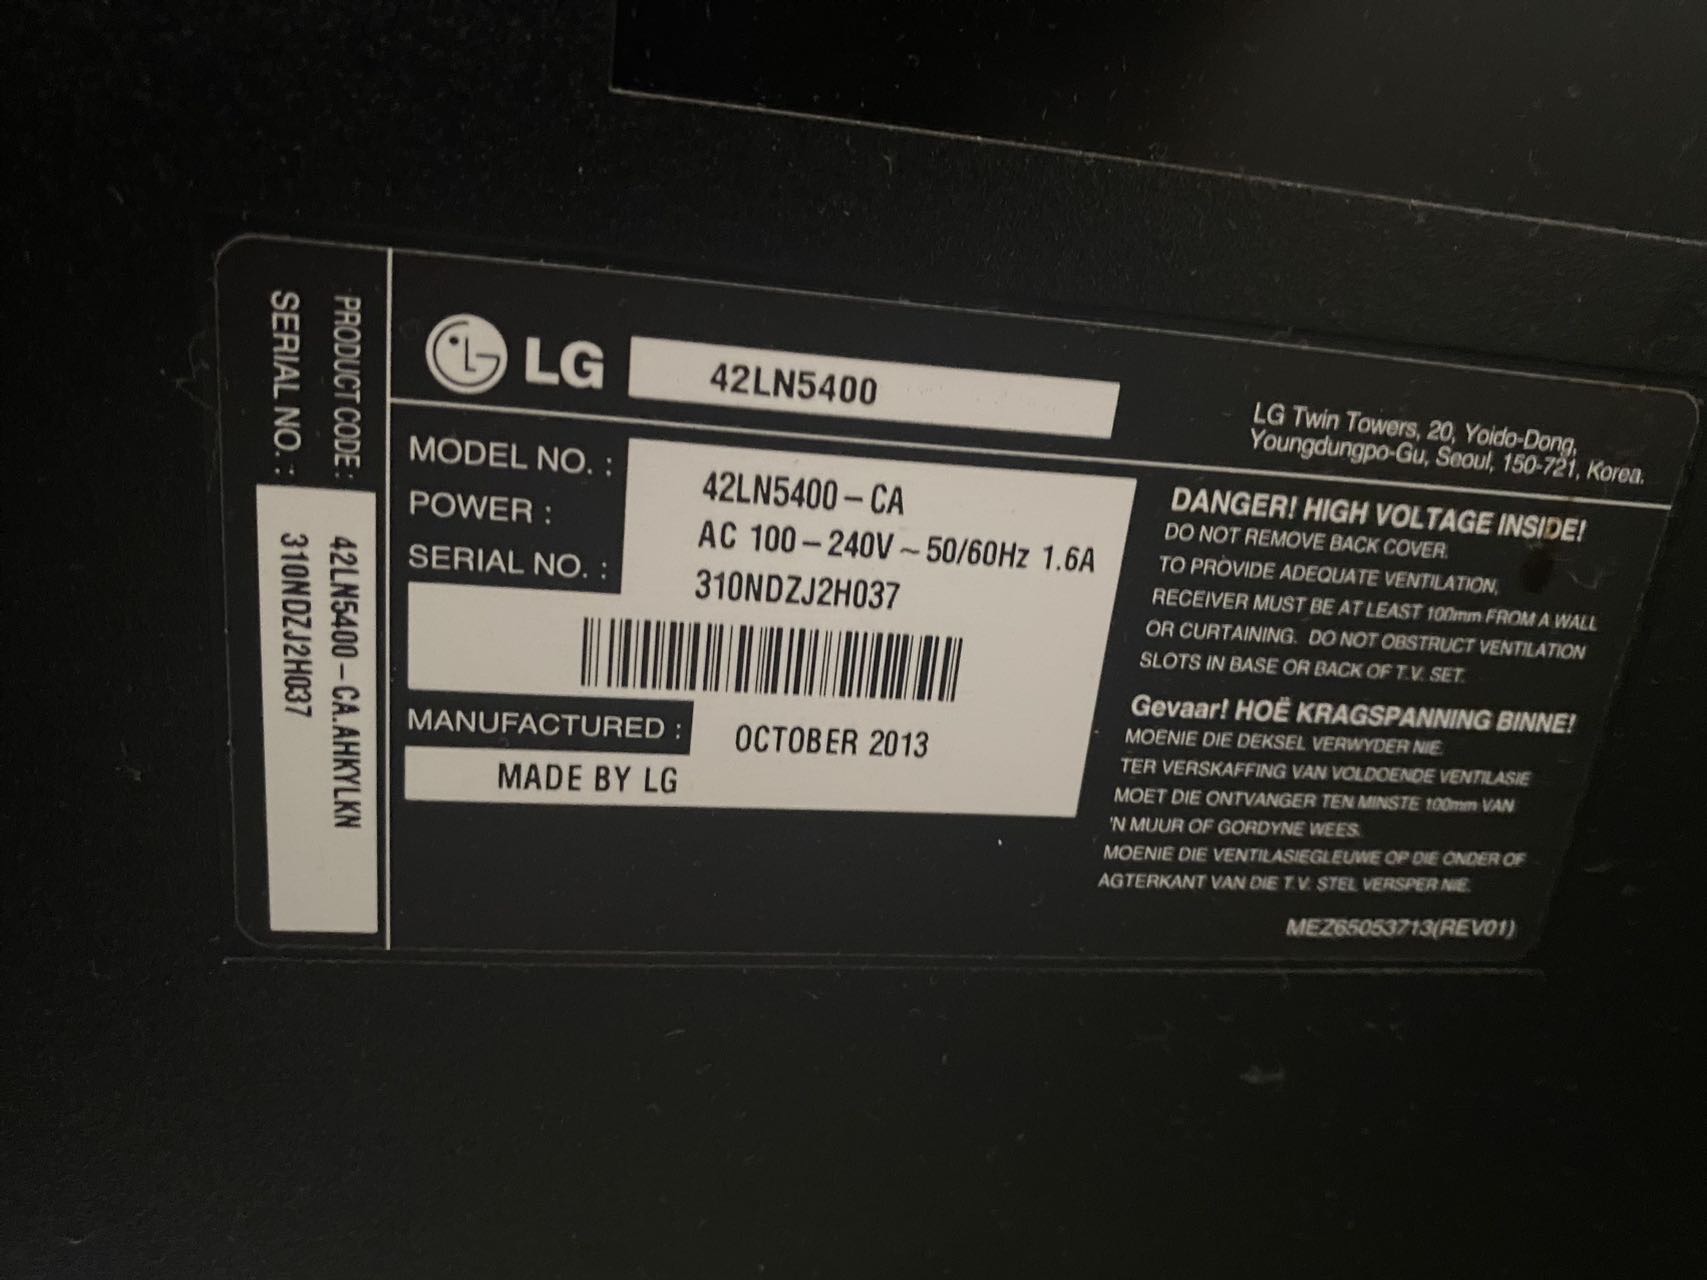 PRODUCT CODE : 42LN5400-CA.AHKYLKN
SERIAL NO. : 310NDZJ2H037
LG 42LN5400
LG Twin Towers, 20, Yoido-Dong,
Youngdungpo-Gu, Seoul, 150-721, Korea.
MODEL NO. : 42LN5400-CA
POWER : AC 100-240V~50/60Hz 1.6A
SERIAL NO. : 310NDZJ2H037
MANUFACTURED : OCTOBER 2013
MADE BY LG
DANGER! HIGH VOLTAGE INSIDE!
DO NOT REMOVE BACK COVER.
TO PROVIDE ADEQUATE VENTILATION,
RECEIVER MUST BE AT LEAST 100mm FROM A WALL
OR CURTAINING. DO NOT OBSTRUCT VENTILATION
SLOTS IN BASE OR BACK OF T.V. SET.
Gevaar! HOË KRAGSPANNING BINNE!
MOENIE DIE DEKSEL VERWYDER NIE.
TER VERSKAFFING VAN VOLDOENDE VENTILASIE
MOET DIE ONTVANGER TEN MINSTE 100mm VAN
'N MUUR OF GORDYNE WEES.
MOENIE DIE VENTILASIEGLEUWE OP DIE ONDER OF
AGTERKANT VAN DIE T.V. STEL VERSPER NIE.
MEZ65053713(REV01)